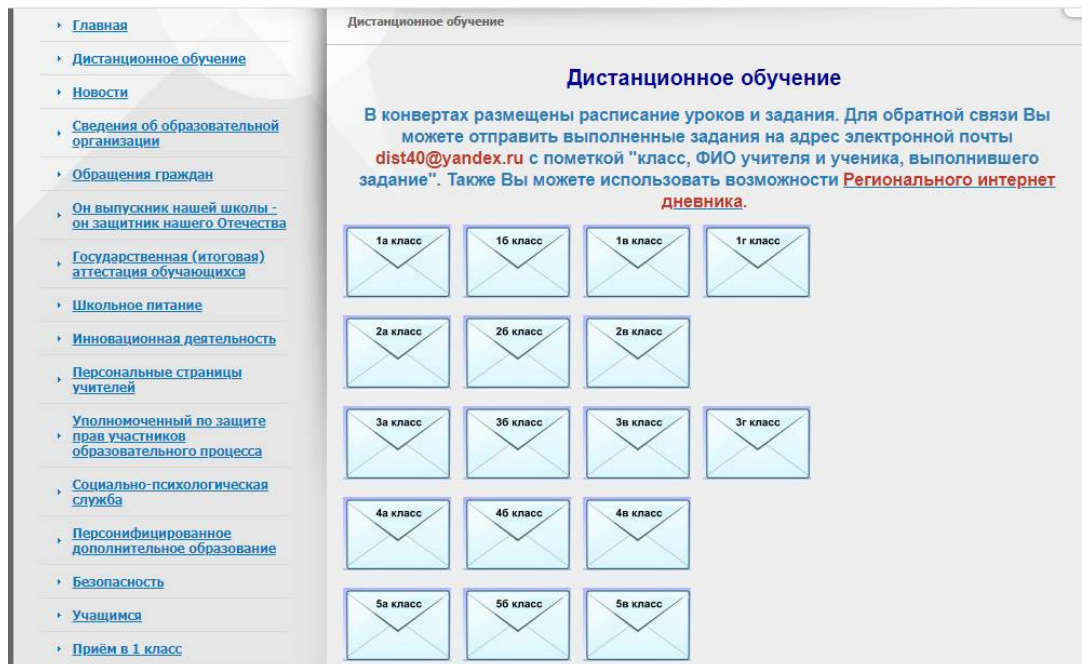 Главная
Дистанционное обучение
Новости
Сведения об образовательной
организации
Обращения граждан
Он выпускник нашей школы -
он защитник нашего Отечества
Государственная (итоговая)
аттестация обучающихся
Школьное питание
Инновационная деятельность
Персональные страницы
учителей
Уполномоченный по защите
прав участников
образовательного процесса
Социально-психологическая
служба
Персонифицированное
дополнительное образование
Безопасность
Учащимся
Приём в 1 класс
Дистанционное обучение
Дистанционное обучение
В конвертах размещены расписание уроков и задания. Для обратной связи Вы
можете отправить выполненные задания на адрес электронной почты
dist40@yandex.ru с пометкой "класс, ФИО учителя и ученика, выполнившего
задание". Также Вы можете использовать возможности Регионального интернет
дневника.
1а класс 1б класс 1в класс 1г класс
2а класс 2б класс 2в класс
3а класс 3б класс 3в класс 3г класс
4а класс 4б класс 4в класс
5а класс 5б класс 5в класс